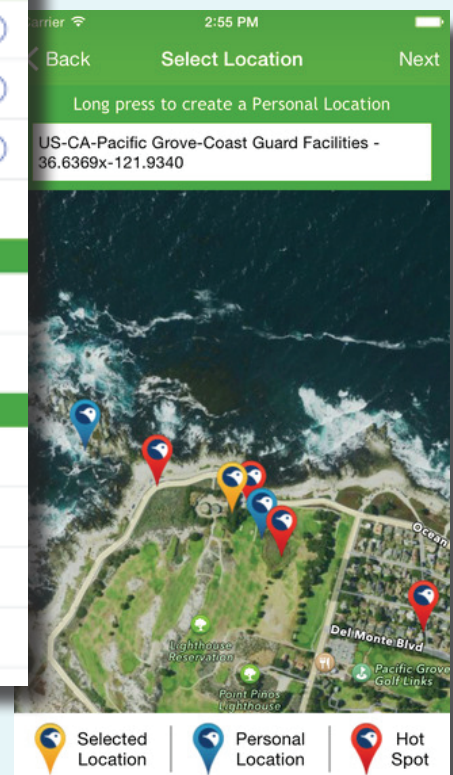 arrier 2:55 PM
Back Select Location Next
Long press to create a Personal Location
US-CA-Pacific Grove-Coast Guard Facilities -
36.6369x-121.9340
Ocean
Del Monte Blvd
Lighthouse
Reservation
Pacific Grove
Golf Links
Point Pinos
Lighthouse
Selected
Location
Personal
Location
Hot
Spot